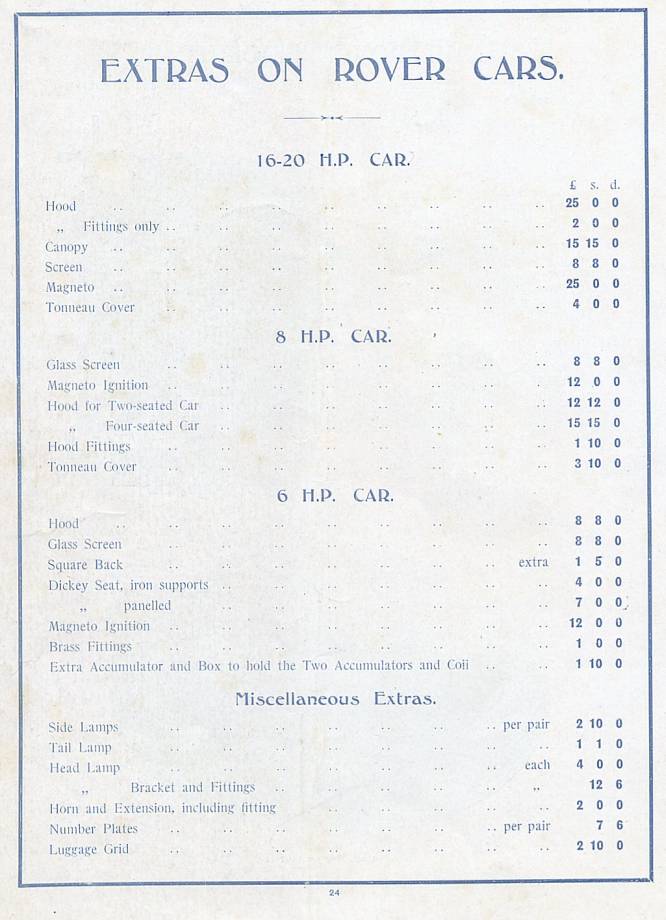 EXTRAS ON ROVER CARS.
16-20 H.P. CAR.
£ s. d.
Hood .. .. .. .. .. .. .. .. .. 25 0 0
„ Fittings only .. .. .. .. .. .. .. .. 2 0 0
Canopy .. .. .. .. .. .. .. .. .. 15 15 0
Screen .. .. .. .. .. .. .. .. .. 8 8 0
Magneto .. .. .. .. .. .. .. .. .. 25 0 0
Tonneau Cover .. .. .. .. .. .. .. .. 4 0 0
8 H.P. CAR.
Glass Screen .. .. .. .. .. .. .. .. 8 8 0
Magneto Ignition .. .. .. .. .. .. .. .. 12 0 0
Hood for Two-seated Car .. .. .. .. .. .. .. 12 12 0
„ Four-seated Car .. .. .. .. .. .. .. 15 15 0
Hood Fittings .. .. .. .. .. .. .. .. 1 10 0
Tonneau Cover .. .. .. .. .. .. .. .. 3 10 0
6 H.P. CAR.
Hood .. .. .. .. .. .. .. .. .. 8 8 0
Glass Screen .. .. .. .. .. .. .. .. 8 8 0
Square Back .. .. .. .. .. .. .. extra 1 5 0
Dickey Seat, iron supports .. .. .. .. .. .. .. 4 0 0
„ panelled .. .. .. .. .. .. .. 7 0 0
Magneto Ignition .. .. .. .. .. .. .. .. 12 0 0
Brass Fittings .. .. .. .. .. .. .. .. 1 0 0
Extra Accumulator and Box to hold the Two Accumulators and Coil .. .. 1 10 0
Miscellaneous Extras.
Side Lamps .. .. .. .. .. .. .. per pair 2 10 0
Tail Lamp .. .. .. .. .. .. .. .. 1 1 0
Head Lamp .. .. .. .. .. .. .. each 4 0 0
„ Bracket and Fittings .. .. .. .. .. „ 12 6
Horn and Extension, including fitting .. .. .. .. .. 2 0 0
Number Plates .. .. .. .. .. .. .. per pair 7 6
Luggage Grid .. .. .. .. .. .. .. .. 2 10 0
24